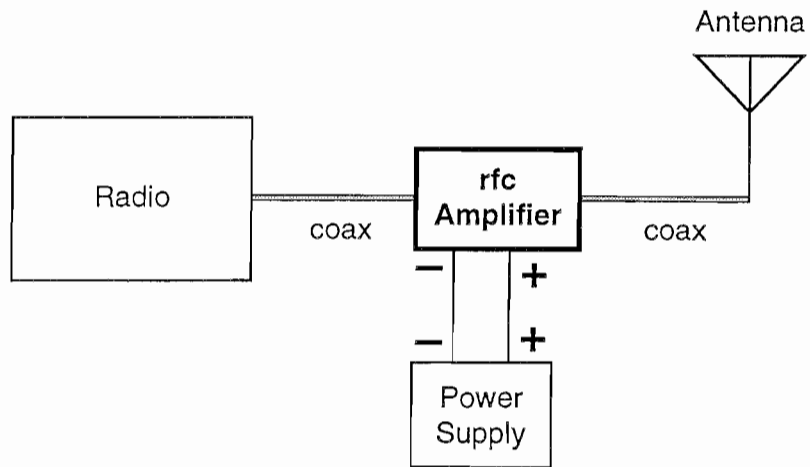 Antenna
Radio
coax
rfc
Amplifier
coax
− +
− +
Power
Supply